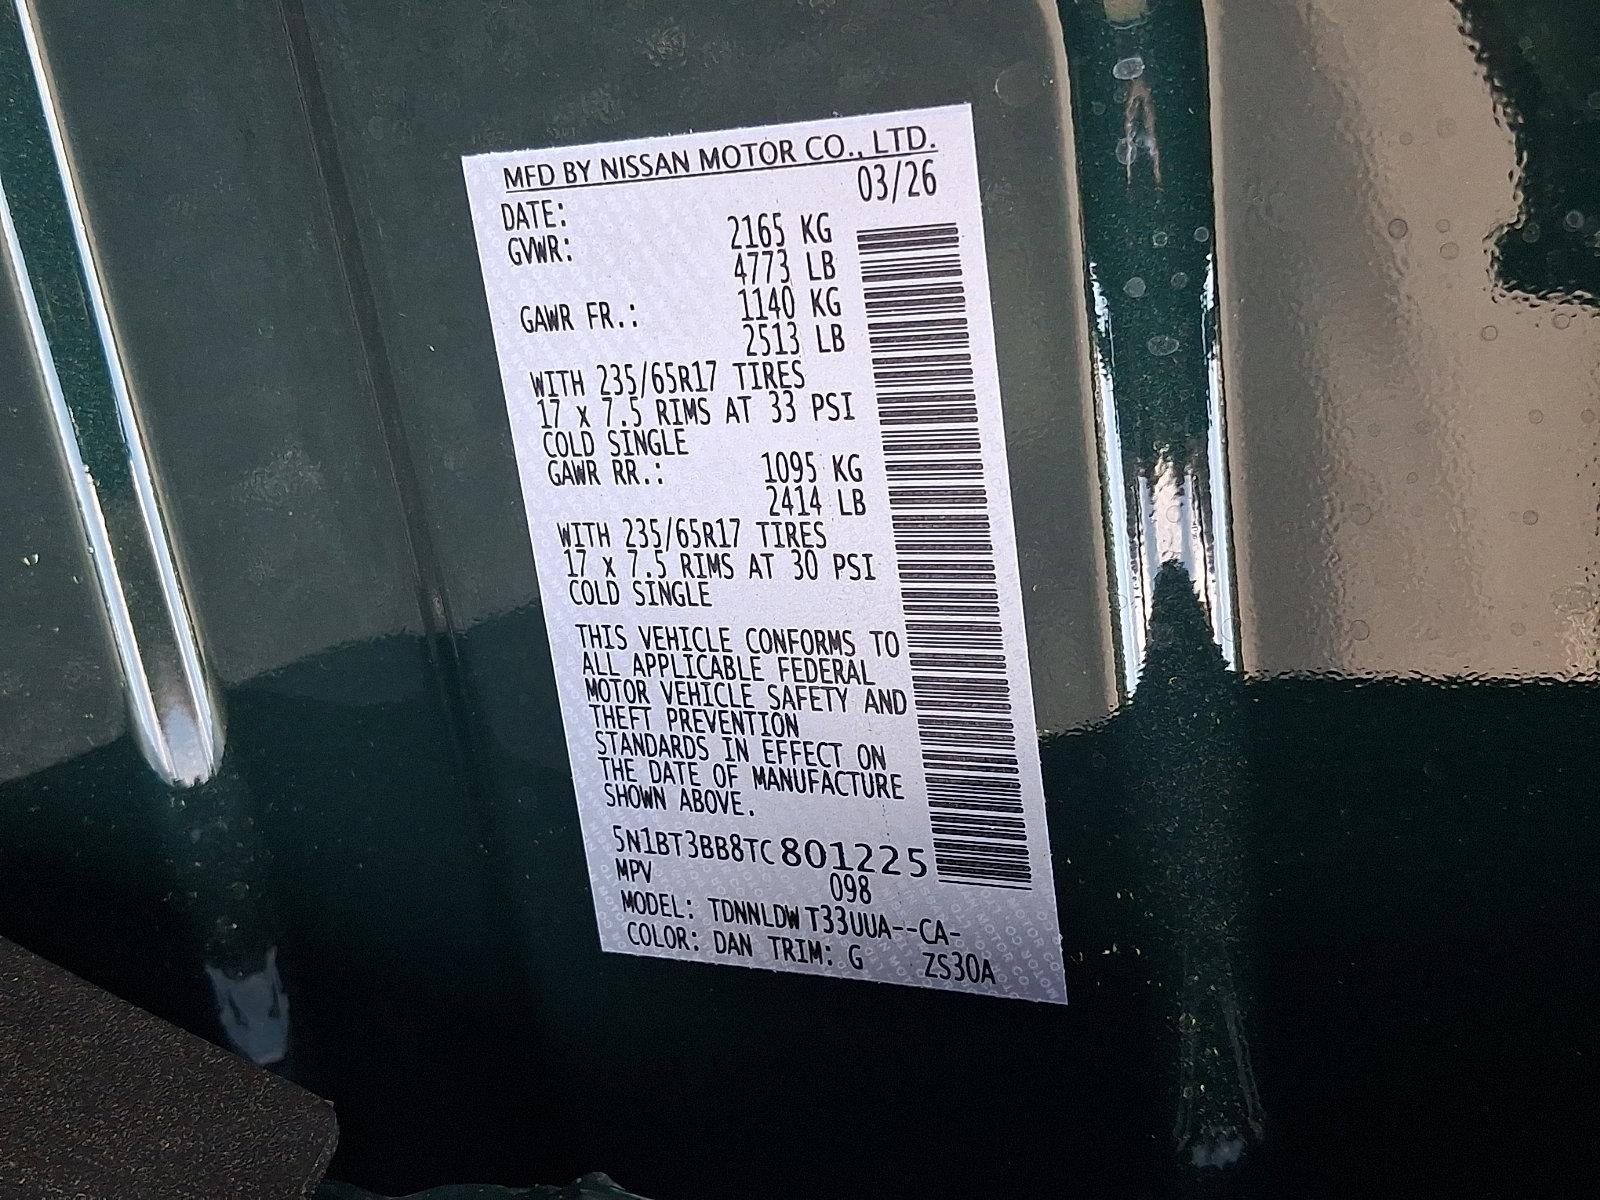 MFD BY NISSAN MOTOR CO., LTD.
DATE: 03/26
GVWR: 2165 KG
4773 LB
GAWR FR.: 1140 KG
2513 LB
WITH 235/65R17 TIRES
17 x 7.5 RIMS AT 33 PSI
COLD SINGLE
GAWR RR.: 1095 KG
2414 LB
WITH 235/65R17 TIRES
17 x 7.5 RIMS AT 30 PSI
COLD SINGLE
THIS VEHICLE CONFORMS TO
ALL APPLICABLE FEDERAL
MOTOR VEHICLE SAFETY AND
THEFT PREVENTION
STANDARDS IN EFFECT ON
THE DATE OF MANUFACTURE
SHOWN ABOVE.
5N1BT3BB8TC801225
MPV 098
MODEL: TDNNLDWT33UUA--CA-
COLOR: DAN TRIM: G ZS30A